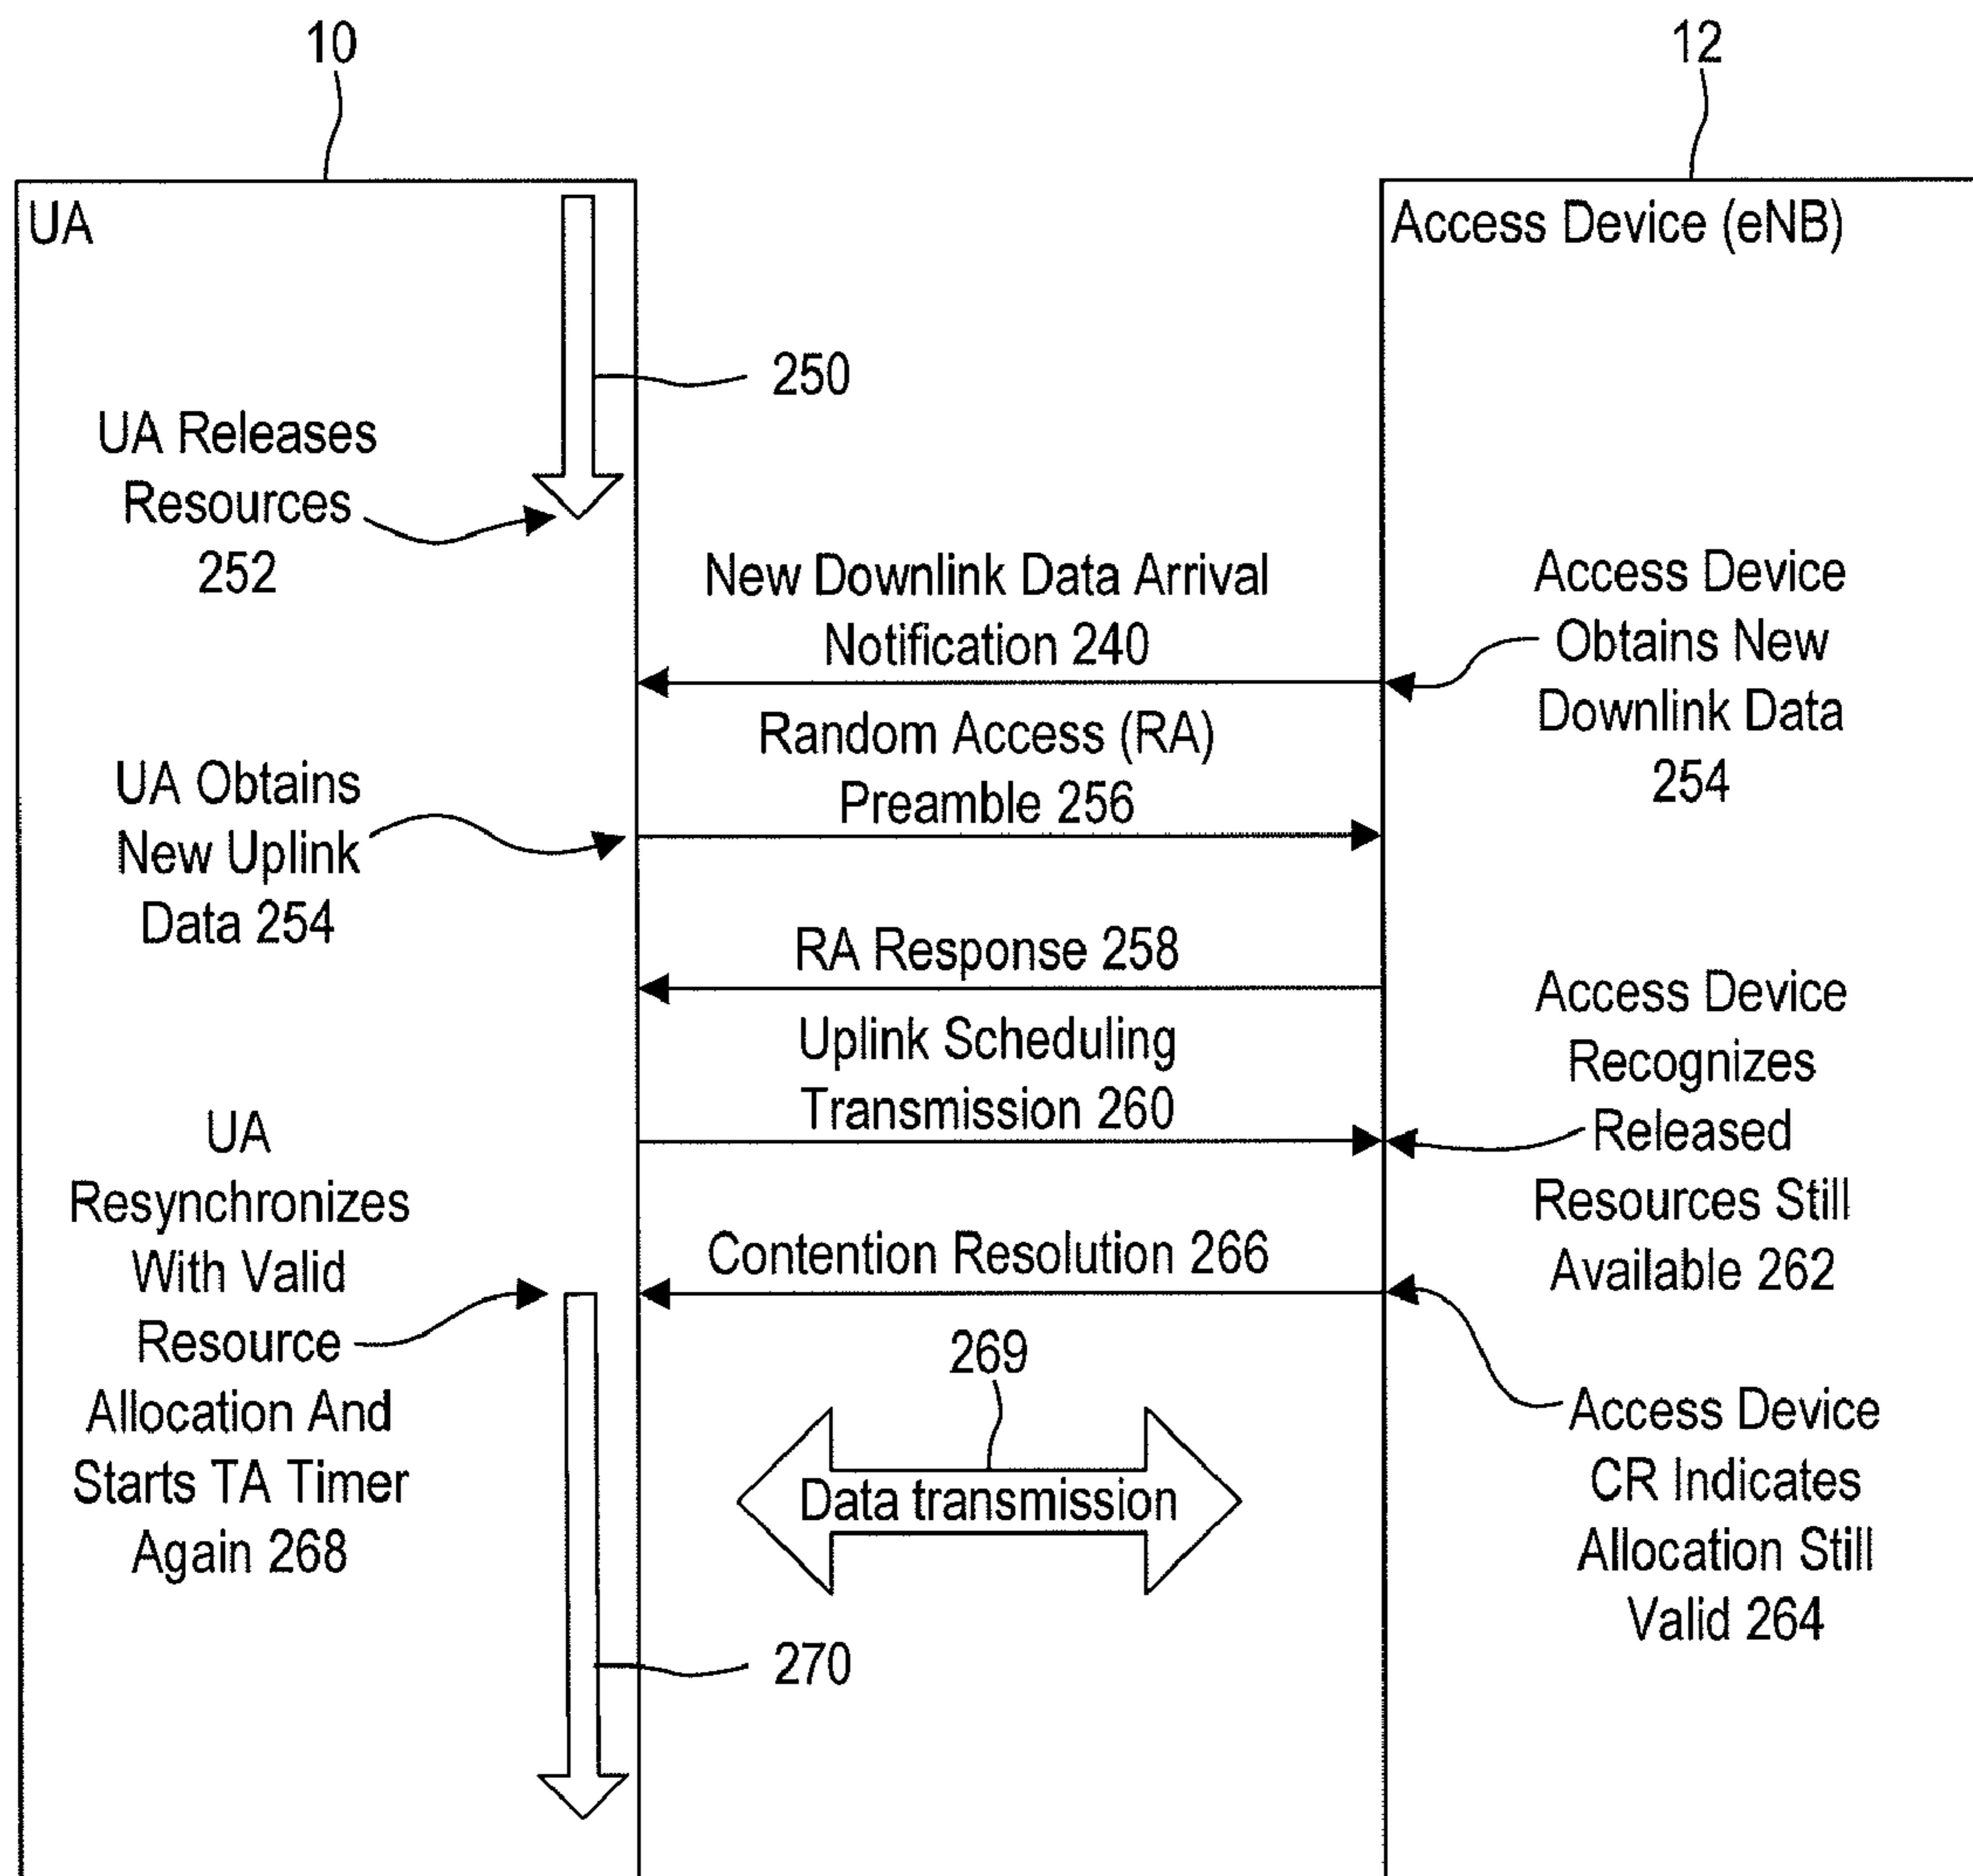 10
12
UA
Access Device (eNB)
250
UA Releases
Resources
252
New Downlink Data Arrival
Notification 240
Access Device
Obtains New
Downlink Data
254
Random Access (RA)
Preamble 256
UA Obtains
New Uplink
Data 254
RA Response 258
Uplink Scheduling
Transmission 260
Access Device
Recognizes
Released
Resources Still
Available 262
UA
Resynchronizes
With Valid
Resource
Allocation And
Starts TA Timer
Again 268
Contention Resolution 266
269
Data transmission
Access Device
CR Indicates
Allocation Still
Valid 264
270